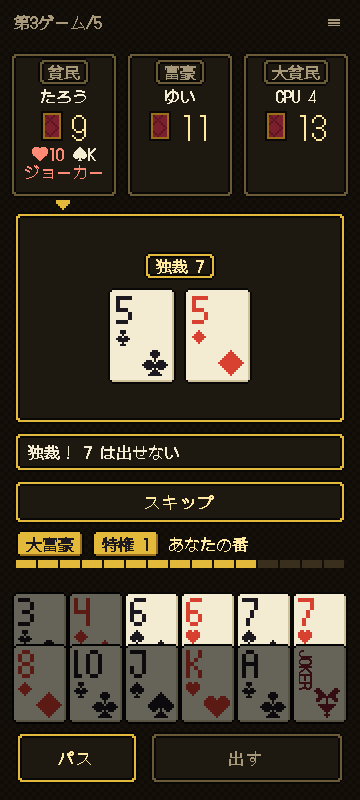 第3ゲーム/5
貧民
たろう
9
♥10 ♠K
ジョーカー
富豪
ゆい
11
大貧民
CPU 4
13
独裁 7
5 5
独裁！ 7 は出せない
スキップ
大富豪 特権 1 あなたの番
3 4 6 6 7 7
8 10 J K A JOKER
パス 出す